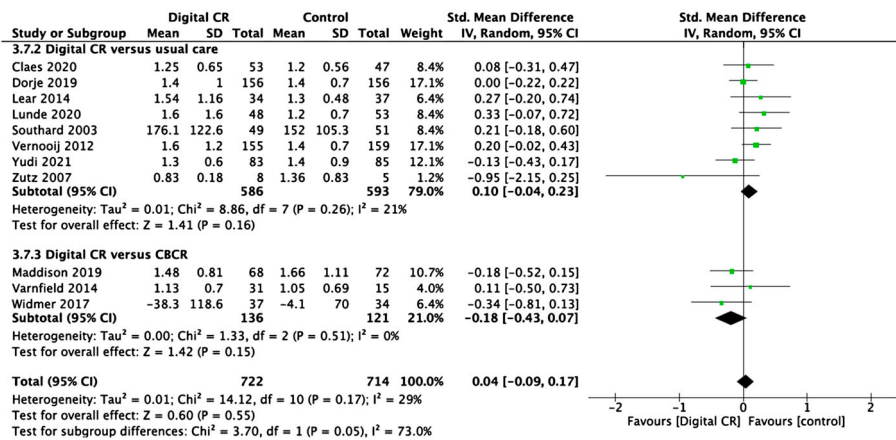 Digital CR Control Std. Mean Difference Std. Mean Difference
Study or Subgroup Mean SD Total Mean SD Total Weight IV, Random, 95% CI IV, Random, 95% CI
3.7.2 Digital CR versus usual care
Claes 2020 1.25 0.65 53 1.2 0.56 47 8.4% 0.08 [-0.31, 0.47]
Dorje 2019 1.4 1 156 1.4 0.7 156 17.1% 0.00 [-0.22, 0.22]
Lear 2014 1.54 1.16 34 1.3 0.48 37 6.4% 0.27 [-0.20, 0.74]
Lunde 2020 1.6 1.6 48 1.2 0.7 53 8.4% 0.33 [-0.07, 0.72]
Southard 2003 176.1 122.6 49 152 105.3 51 8.4% 0.21 [-0.18, 0.60]
Vernooij 2012 1.6 1.2 155 1.4 0.7 159 17.1% 0.20 [-0.02, 0.43]
Yudi 2021 1.3 0.6 83 1.4 0.9 85 12.1% -0.13 [-0.43, 0.17]
Zutz 2007 0.83 0.18 8 1.36 0.83 5 1.1% -0.95 [-2.15, 0.25]
Subtotal (95% CI) 586 593 79.0% 0.10 [-0.04, 0.23]
Heterogeneity: Tau² = 0.01; Chi² = 8.86, df = 7 (P = 0.26); I² = 21%
Test for overall effect: Z = 1.41 (P = 0.16)
3.7.3 Digital CR versus CBCR
Maddison 2019 1.48 0.81 68 1.66 1.11 72 10.7% -0.18 [-0.52, 0.15]
Varnfield 2014 1.13 0.7 31 1.05 0.69 15 4.0% 0.11 [-0.50, 0.73]
Widmer 2017 -38.3 118.6 37 -4.1 70 34 6.4% -0.34 [-0.81, 0.13]
Subtotal (95% CI) 136 121 21.0% -0.18 [-0.43, 0.07]
Heterogeneity: Tau² = 0.00; Chi² = 1.33, df = 2 (P = 0.51); I² = 0%
Test for overall effect: Z = 1.42 (P = 0.15)
Total (95% CI) 722 714 100.0% 0.04 [-0.09, 0.17]
Heterogeneity: Tau² = 0.01; Chi² = 14.12, df = 10 (P = 0.17); I² = 29%
-2 -1 0 1 2
Test for overall effect: Z = 0.60 (P = 0.55)
Favours [Digital CR] Favours [control]
Test for subgroup differences: Chi² = 3.70, df = 1 (P = 0.05), I² = 73.0%